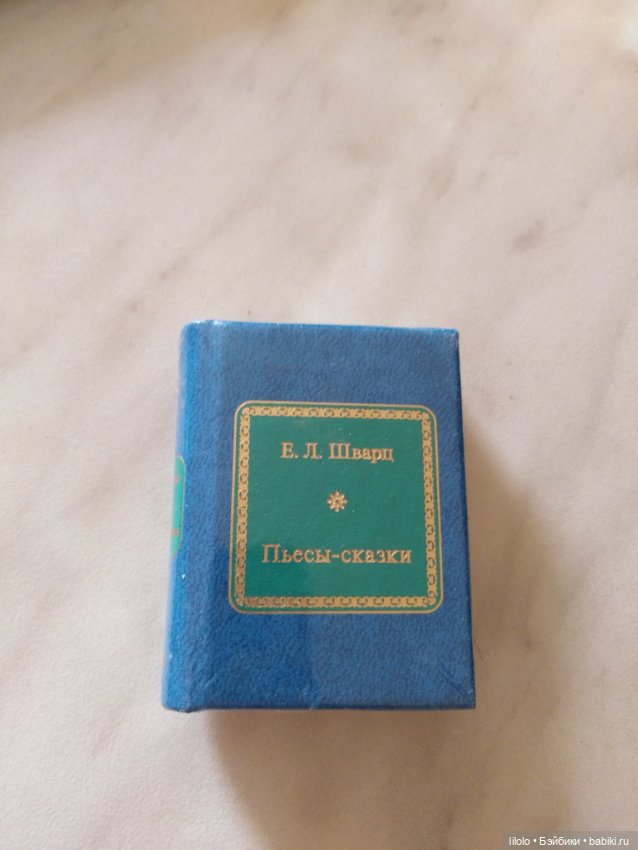 Е. Л. Шварц
Пьесы-сказки
lilolo • Бэйбики • babiki.ru